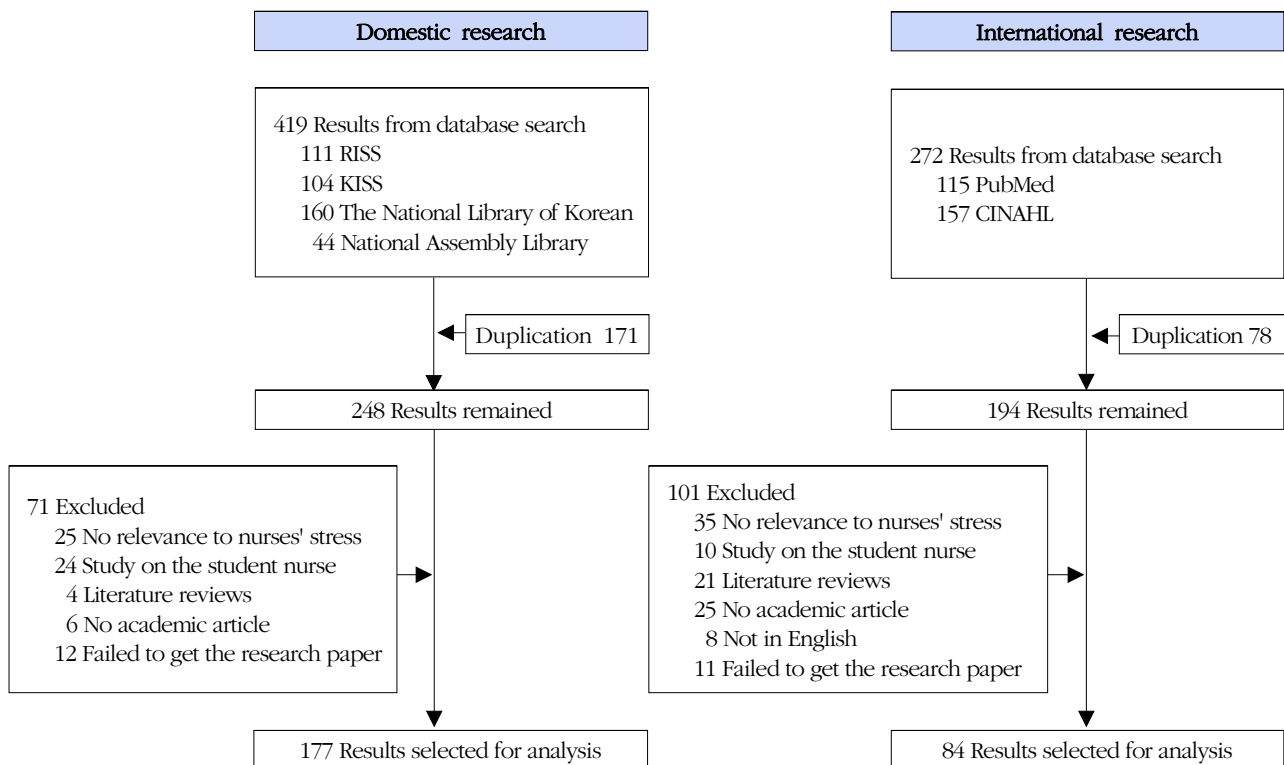 Domestic research
419 Results from database search
111 RISS
104 KISS
160 The National Library of Korean
44 National Assembly Library
Duplication 171
248 Results remained
71 Excluded
25 No relevance to nurses' stress
24 Study on the student nurse
4 Literature reviews
6 No academic article
12 Failed to get the research paper
177 Results selected for analysis
International research
272 Results from database search
115 PubMed
157 CINAHL
Duplication 78
194 Results remained
101 Excluded
35 No relevance to nurses' stress
10 Study on the student nurse
21 Literature reviews
25 No academic article
8 Not in English
11 Failed to get the research paper
84 Results selected for analysis